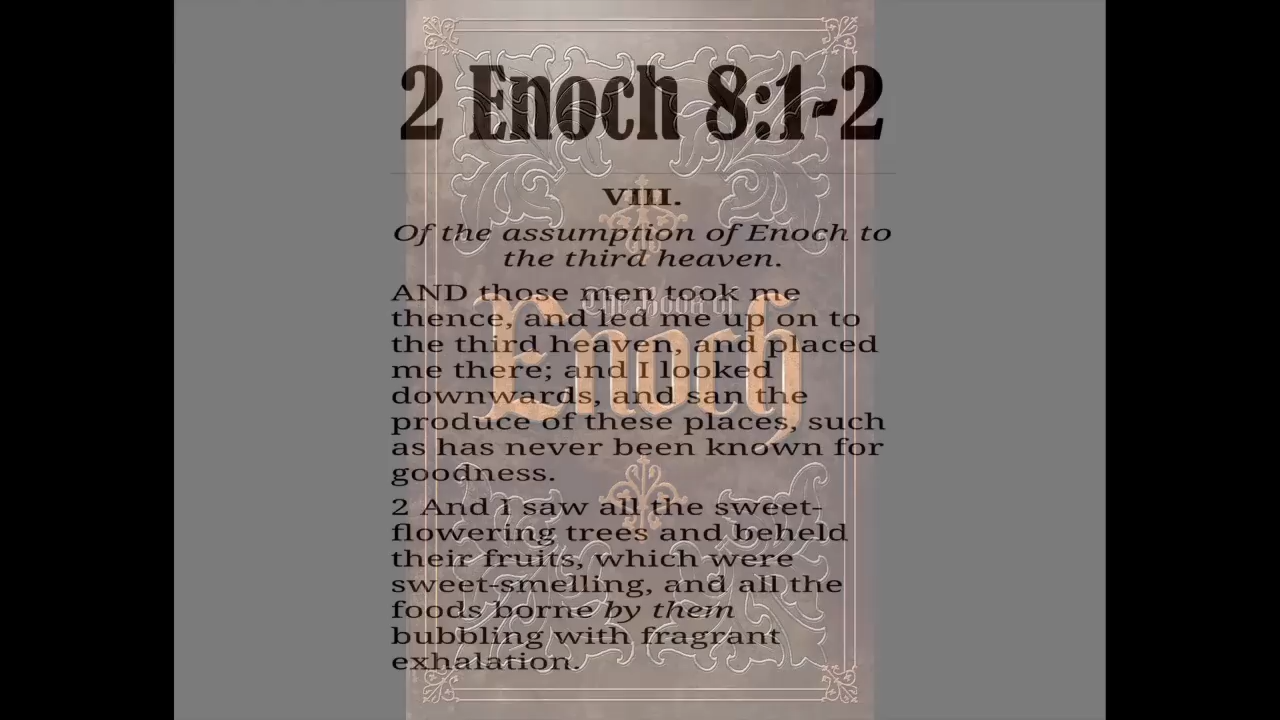 2 Enoch 8:1-2
VIII.
Of the assumption of Enoch to
the third heaven.
AND those men took me
The Book of
thence, and led me up on to
the third heaven, and placed
Enoch
me there; and I looked
downwards, and san the
produce of these places, such
as has never been known for
goodness.
2 And I saw all the sweet-
flowering trees and beheld
their fruits, which were
sweet-smelling, and all the
foods borne by them
bubbling with fragrant
exhalation.